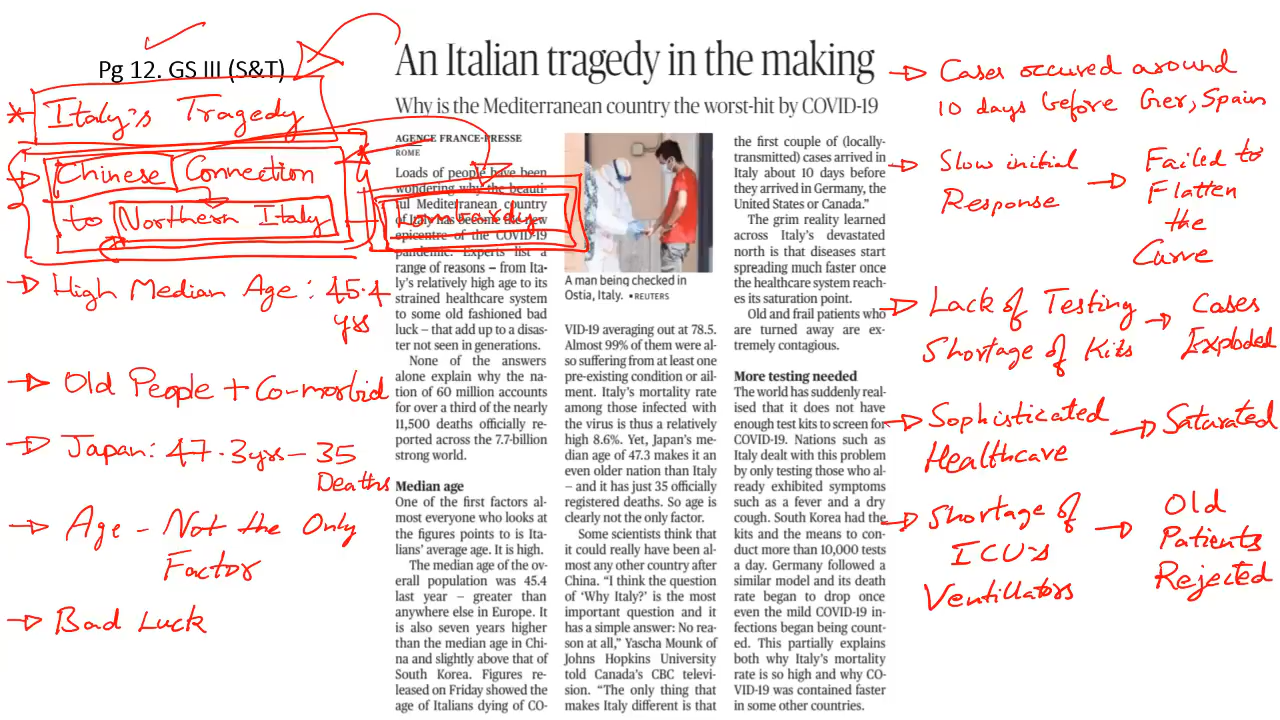 Pg 12. GS III (S&T)
* Italy's Tragedy
→ Chinese Connection
to Northern Italy → Lombardy
→ High Median Age : 45.4
yrs
→ Old People + Co-morbid
→ Japan : 47.3yrs – 35
Deaths
→ Age – Not the Only
Factor
→ Bad Luck
An Italian tragedy in the making
Why is the Mediterranean country the worst-hit by COVID-19
AGENCE FRANCE-PRESSE
ROME
Loads of people have been
wondering why the beauti-
ful Mediterranean country
of Italy has become the new
epicentre of the COVID-19
pandemic. Experts list a
range of reasons – from Ita-
ly's relatively high age to its
strained healthcare system
to some old fashioned bad
luck – that add up to a disas-
ter not seen in generations.
None of the answers
alone explain why the na-
tion of 60 million accounts
for over a third of the nearly
11,500 deaths officially re-
ported across the 7.7-billion
strong world.
Median age
One of the first factors al-
most everyone who looks at
the figures points to is Itali-
ans' average age. It is high.
The median age of the ov-
erall population was 45.4
last year – greater than
anywhere else in Europe. It
is also seven years higher
than the median age in Chi-
na and slightly above that of
South Korea. Figures re-
leased on Friday showed the
age of Italians dying of CO-
A man being checked in
Ostia, Italy. •REUTERS
VID-19 averaging out at 78.5.
Almost 99% of them were al-
so suffering from at least one
pre-existing condition or ail-
ment. Italy's mortality rate
among those infected with
the virus is thus a relatively
high 8.6%. Yet, Japan's me-
dian age of 47.3 makes it an
even older nation than Italy
– and it has just 35 officially
registered deaths. So age is
clearly not the only factor.
Some scientists think that
it could really have been al-
most any other country after
China. “I think the question
of ‘Why Italy?’ is the most
important question and it
has a simple answer: No rea-
son at all,” Yascha Mounk of
Johns Hopkins University
told Canada's CBC televi-
sion. “The only thing that
makes Italy different is that
the first couple of (locally-
transmitted) cases arrived in
Italy about 10 days before
they arrived in Germany, the
United States or Canada.”
The grim reality learned
across Italy's devastated
north is that diseases start
spreading much faster once
the healthcare system reach-
es its saturation point.
Old and frail patients who
are turned away are ex-
tremely contagious.
More testing needed
The world has suddenly real-
ised that it does not have
enough test kits to screen for
COVID-19. Nations such as
Italy dealt with this problem
by only testing those who al-
ready exhibited symptoms
such as a fever and a dry
cough. South Korea had the
kits and the means to con-
duct more than 10,000 tests
a day. Germany followed a
similar model and its death
rate began to drop once
even the mild COVID-19 in-
fections began being count-
ed. This partially explains
both why Italy's mortality
rate is so high and why CO-
VID-19 was contained faster
in some other countries.
→ Cases occured around
10 days before Ger, Spain
→ Slow initial
Response → Failed to
Flatten
the
Curve
→ Lack of Testing
Shortage of Kits → Cases
Exploded
→ Sophisticated
Healthcare → Saturated
→ Shortage of
ICU's
Ventillators → Old
Patients
Rejected